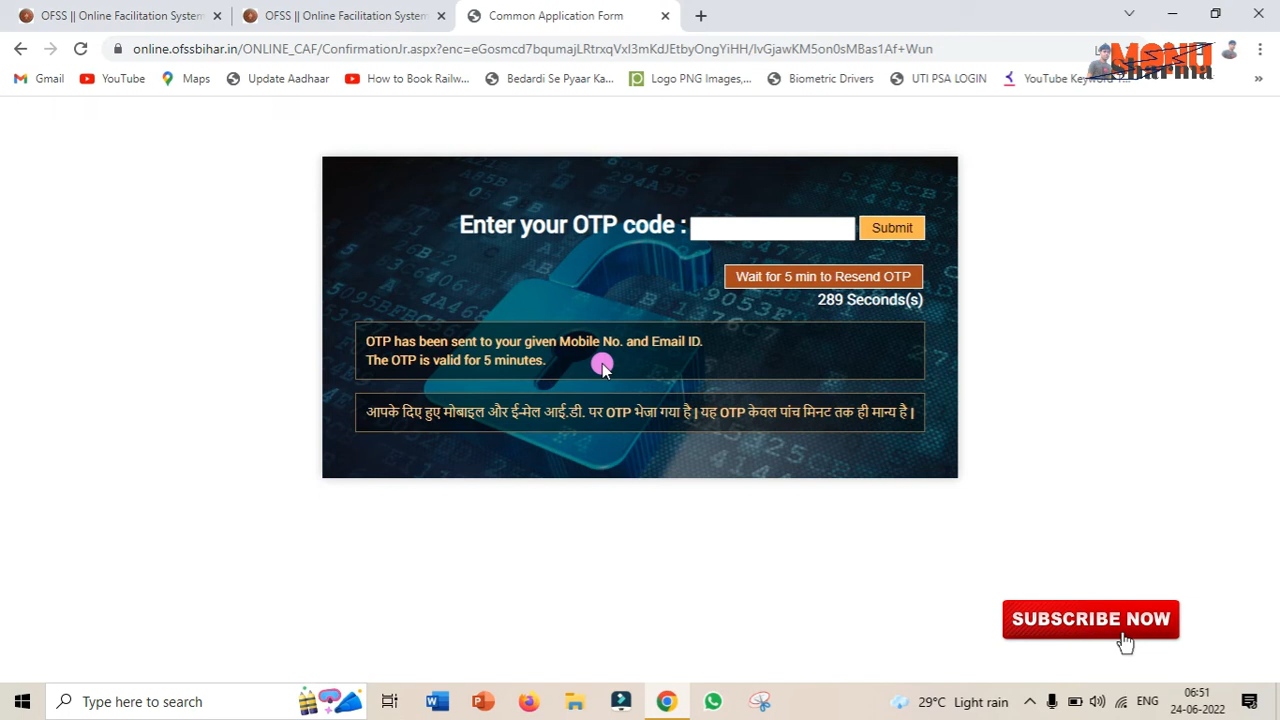 OFSS || Online Facilitation System
OFSS || Online Facilitation System
Common Application Form
online.ofssbihar.in/ONLINE_CAF/ConfirmationJr.aspx?enc=eGosmcd7bqumajLRtrxqVxl3mKdJEtbyOngYiHH/lvGjawKM5on0sMBas1Af+Wun
MONU
Sharma
Gmail
YouTube
Maps
Update Aadhaar
How to Book Railw...
Bedardi Se Pyaar Ka...
Logo PNG Images,...
Biometric Drivers
UTI PSA LOGIN
YouTube Keyword T...
»
Enter your OTP code :
Submit
Wait for 5 min to Resend OTP
289 Seconds(s)
OTP has been sent to your given Mobile No. and Email ID.
The OTP is valid for 5 minutes.
आपके दिए हुए मोबाइल और ई-मेल आई.डी. पर OTP भेजा गया है | यह OTP केवल पांच मिनट तक ही मान्य है |
SUBSCRIBE NOW
Type here to search
29°C Light rain
ENG
06:51
24-06-2022